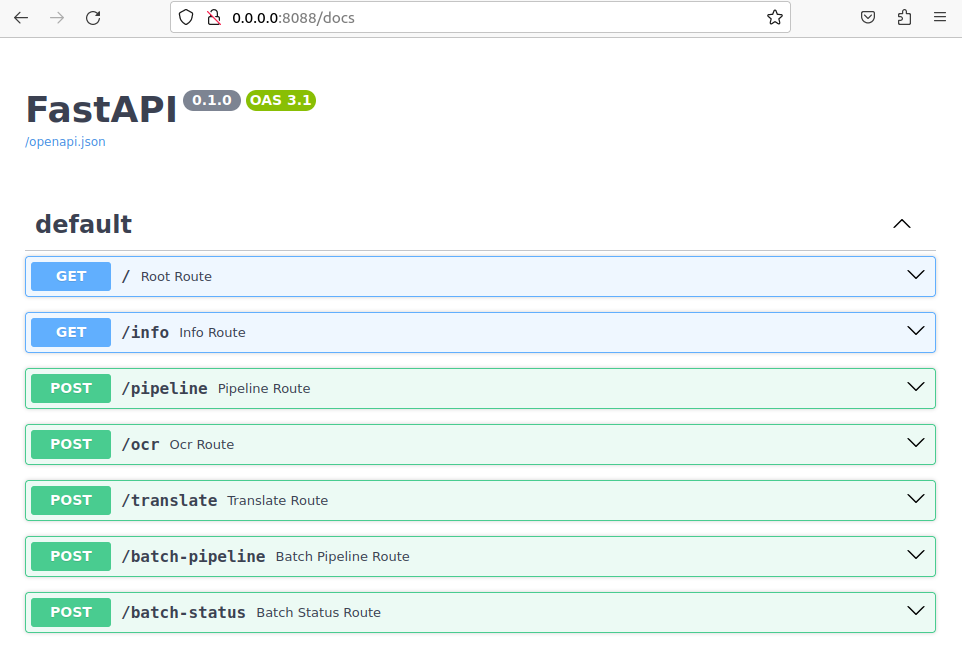 0.0.0.0:8088/docs
FastAPI 0.1.0 OAS 3.1
/openapi.json
default
GET / Root Route
GET /info Info Route
POST /pipeline Pipeline Route
POST /ocr Ocr Route
POST /translate Translate Route
POST /batch-pipeline Batch Pipeline Route
POST /batch-status Batch Status Route